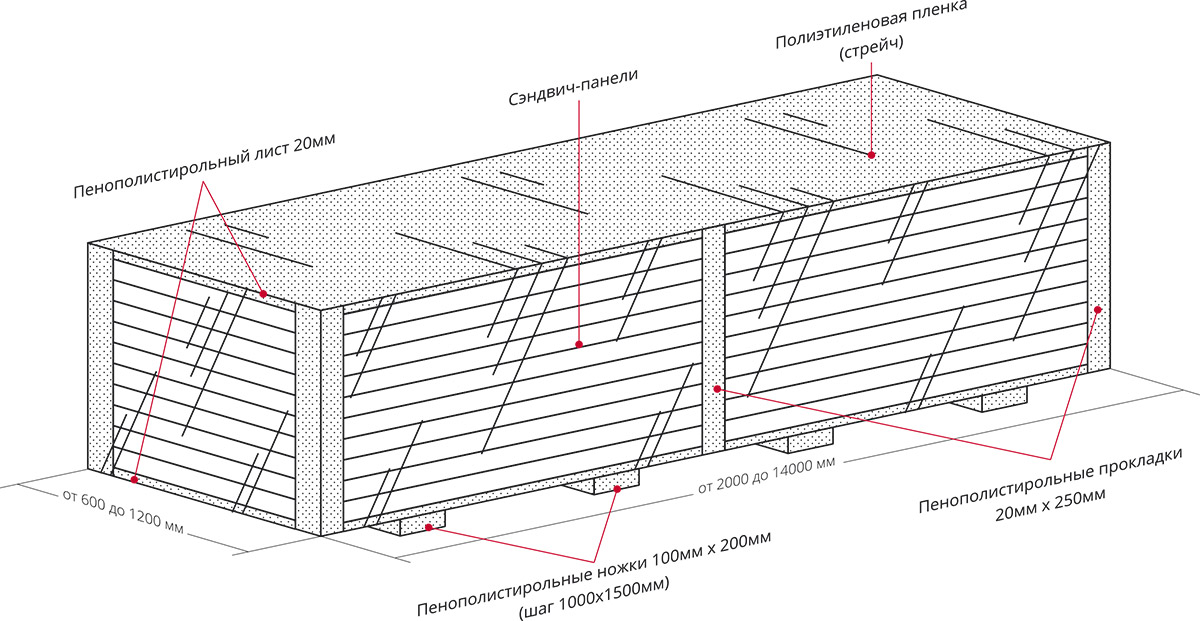 Полиэтиленовая пленка
(стрейч)
Сэндвич-панели
Пенополистирольный лист 20мм
от 600 до 1200 мм
от 2000 до 14000 мм
Пенополистирольные прокладки
20мм х 250мм
Пенополистирольные ножки 100мм х 200мм
(шаг 1000х1500мм)